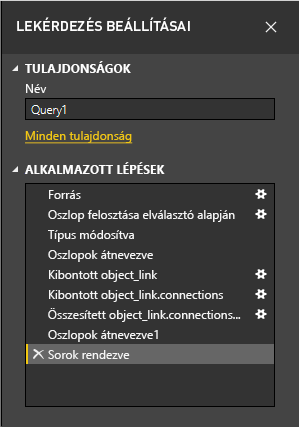 LEKÉRDEZÉS BEÁLLÍTÁSAI
TULAJDONSÁGOK
Név
Query1
Minden tulajdonság
ALKALMAZOTT LÉPÉSEK
Forrás
Oszlop felosztása elválasztó alapján
Típus módosítva
Oszlopok átnevezve
Kibontott object_link
Kibontott object_link.connections
Összesített object_link.connections...
Oszlopok átnevezve1
Sorok rendezve